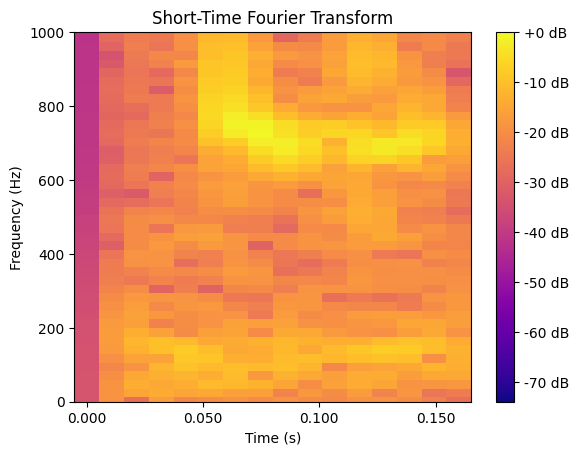 Short-Time Fourier Transform
1000
800
600
400
200
0
Frequency (Hz)
0.000
0.050
0.100
0.150
Time (s)
+0 dB
-10 dB
-20 dB
-30 dB
-40 dB
-50 dB
-60 dB
-70 dB